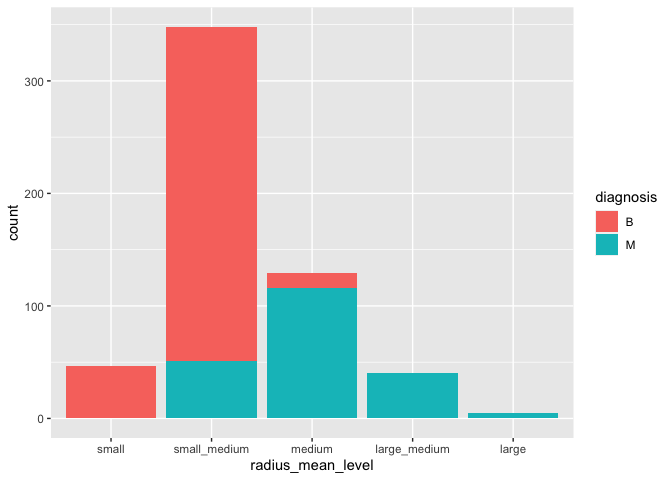 count
300
200
100
0
small
small_medium
medium
large_medium
large
radius_mean_level
diagnosis
B
M